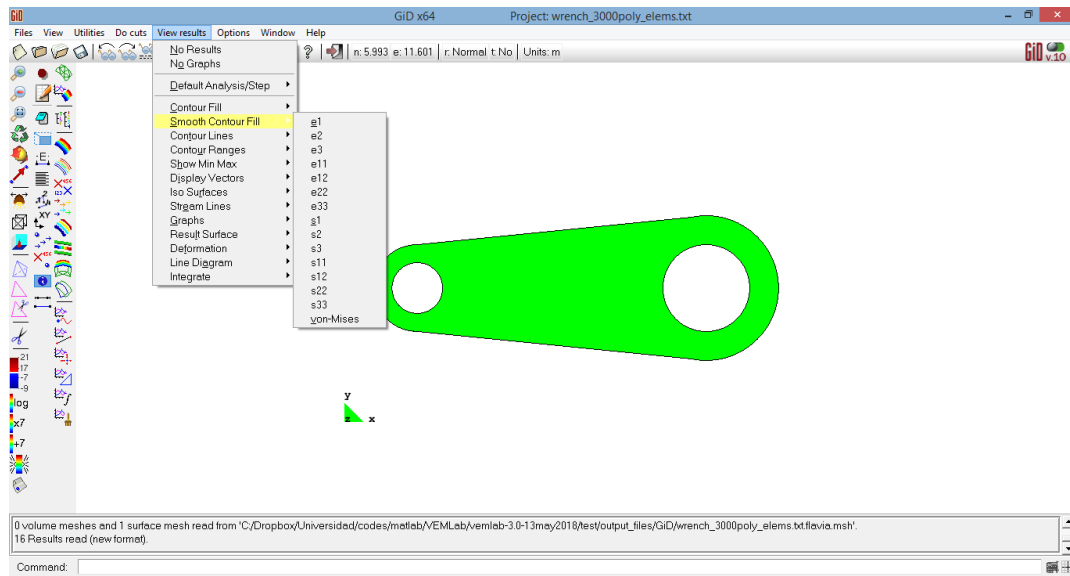 GiD
GiD x64 Project: wrench_3000poly_elems.txt
Files View Utilities Do cuts View results Options Window Help
n: 5.993 e: 11.601 r: Normal t: No Units: m
GiD v.10
No Results
No Graphs
Default Analysis/Step
Contour Fill
Smooth Contour Fill
Contour Lines
Contour Ranges
Show Min Max
Display Vectors
Iso Surfaces
Stream Lines
Graphs
Result Surface
Deformation
Line Diagram
Integrate
e1
e2
e3
e11
e12
e22
e33
s1
s2
s3
s11
s12
s22
s33
von-Mises
:E:
XY
21
17
-7
-9
log
x7
+7
y
z x
0 volume meshes and 1 surface mesh read from 'C:/Dropbox/Universidad/codes/matlab/VEMLab/vemlab-3.0-13may2018/test/output_files/GiD/wrench_3000poly_elems.txt.flavia.msh'.
16 Results read (new format).
Command: